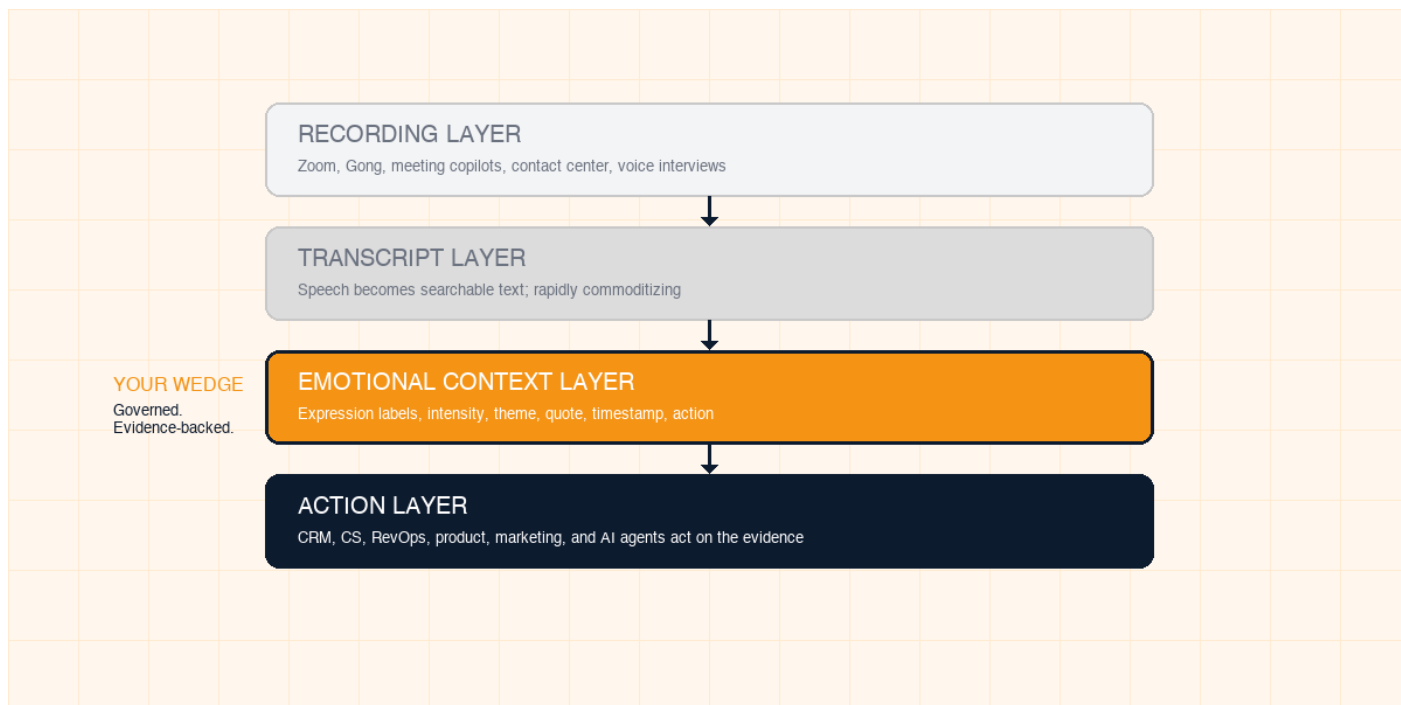 RECORDING LAYER
Zoom, Gong, meeting copilots, contact center, voice interviews
TRANSCRIPT LAYER
Speech becomes searchable text; rapidly commoditizing
YOUR WEDGE
Governed.
Evidence-backed.
EMOTIONAL CONTEXT LAYER
Expression labels, intensity, theme, quote, timestamp, action
ACTION LAYER
CRM, CS, RevOps, product, marketing, and AI agents act on the evidence